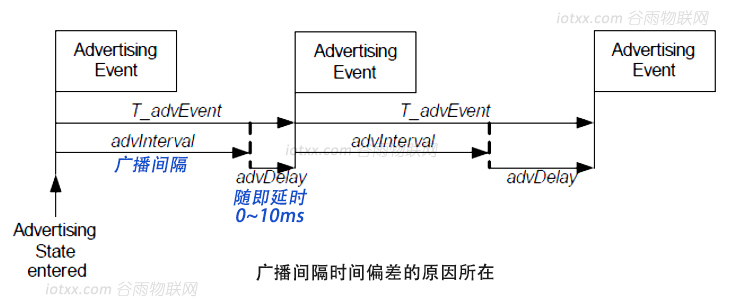 iotxx.com 谷雨物联网
Advertising
Event
Advertising
Event
Advertising
Event
T_advEvent
T_advEvent
advInterval
advInterval
iotxx.com 谷雨物联网
广播间隔
advDelay
advDelay
随即延时
0~10ms
Advertising
State
entered
广播间隔时间偏差的原因所在
iotxx.com 谷雨物联网